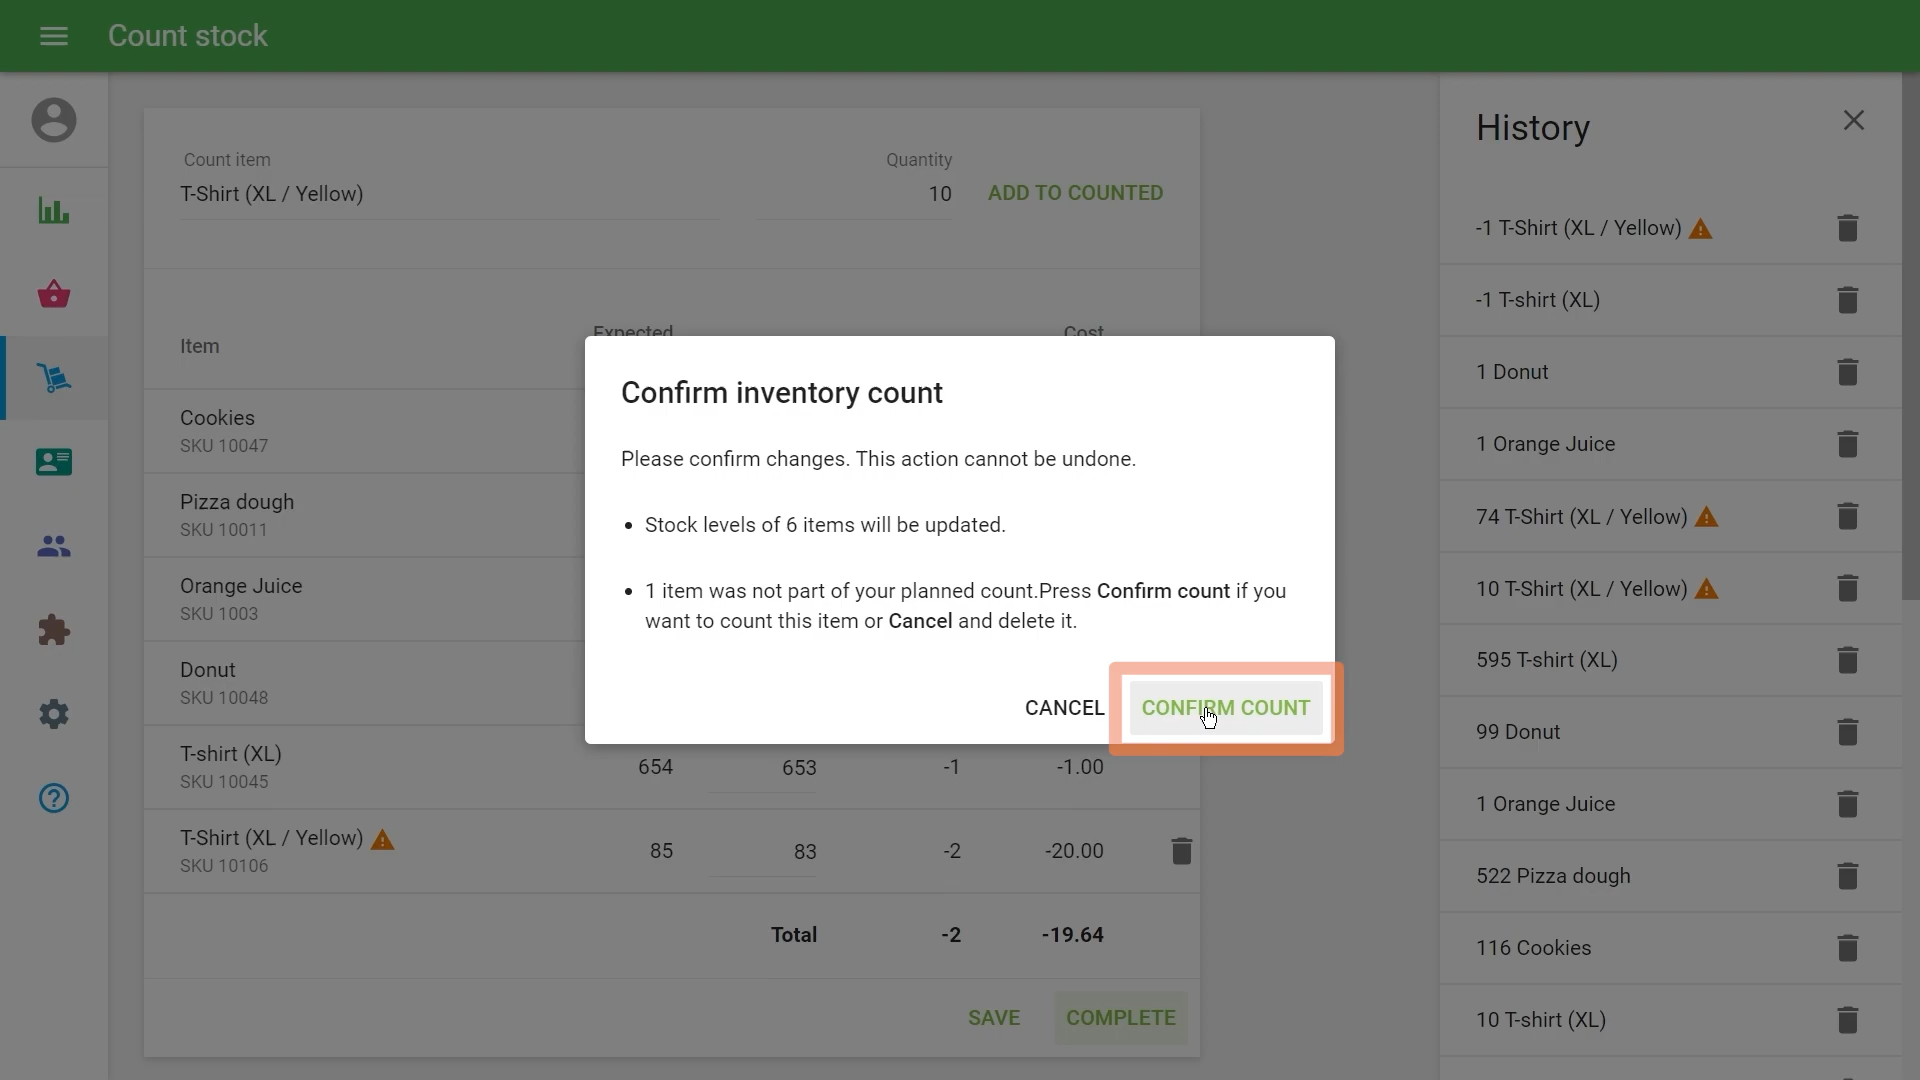 Count stock
Count item
T-Shirt (XL / Yellow)
Quantity
10
ADD TO COUNTED
Item
Expected
Cost
Cookies
SKU 10047
Pizza dough
SKU 10011
Orange Juice
SKU 1003
Donut
SKU 10048
T-shirt (XL)
SKU 10045
654 653 -1 -1.00
T-Shirt (XL / Yellow)
SKU 10106
85 83 -2 -20.00
Total -2 -19.64
SAVE COMPLETE
Confirm inventory count
Please confirm changes. This action cannot be undone.
• Stock levels of 6 items will be updated.
• 1 item was not part of your planned count.Press Confirm count if you
want to count this item or Cancel and delete it.
CANCEL CONFIRM COUNT
History
-1 T-Shirt (XL / Yellow)
-1 T-shirt (XL)
1 Donut
1 Orange Juice
74 T-Shirt (XL / Yellow)
10 T-Shirt (XL / Yellow)
595 T-shirt (XL)
99 Donut
1 Orange Juice
522 Pizza dough
116 Cookies
10 T-shirt (XL)